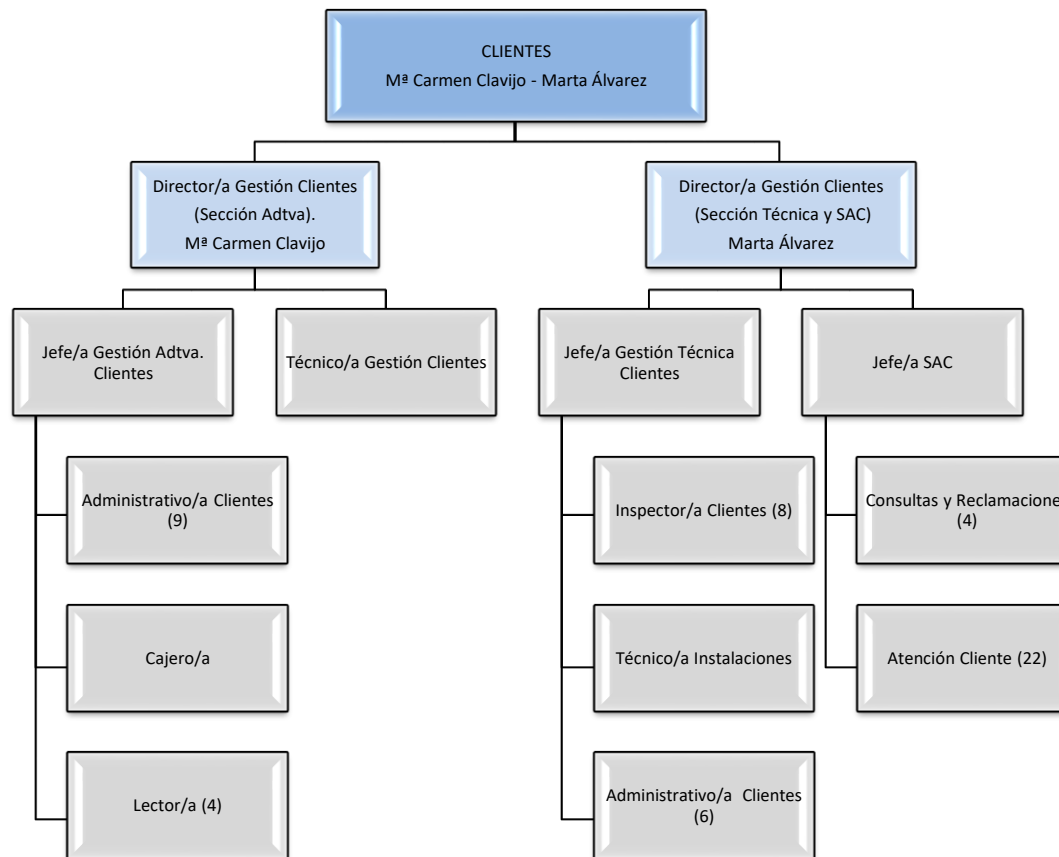 CLIENTES
Mª Carmen Clavijo - Marta Álvarez
Director/a Gestión Clientes
(Sección Adtva).
Mª Carmen Clavijo
Director/a Gestión Clientes
(Sección Técnica y SAC)
Marta Álvarez
Jefe/a Gestión Adtva.
Clientes
Técnico/a Gestión Clientes
Jefe/a Gestión Técnica
Clientes
Jefe/a SAC
Administrativo/a Clientes
(9)
Inspector/a Clientes (8)
Consultas y Reclamacione
(4)
Cajero/a
Técnico/a Instalaciones
Atención Cliente (22)
Lector/a (4)
Administrativo/a Clientes
(6)